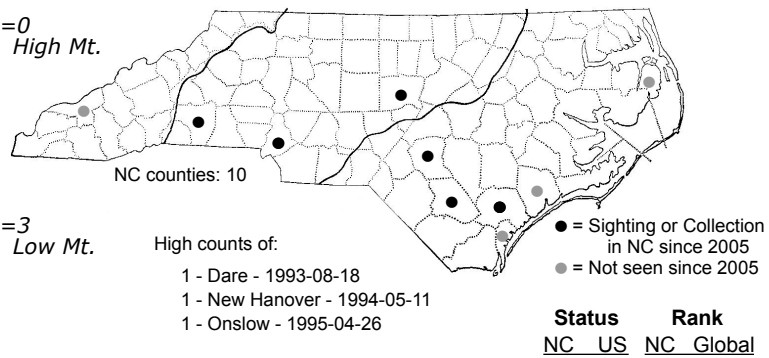 =0
High Mt.
NC counties: 10
=3
Low Mt.
High counts of:
1 - Dare - 1993-08-18
1 - New Hanover - 1994-05-11
1 - Onslow - 1995-04-26
= Sighting or Collection
in NC since 2005
= Not seen since 2005
Status Rank
NC US NC Global